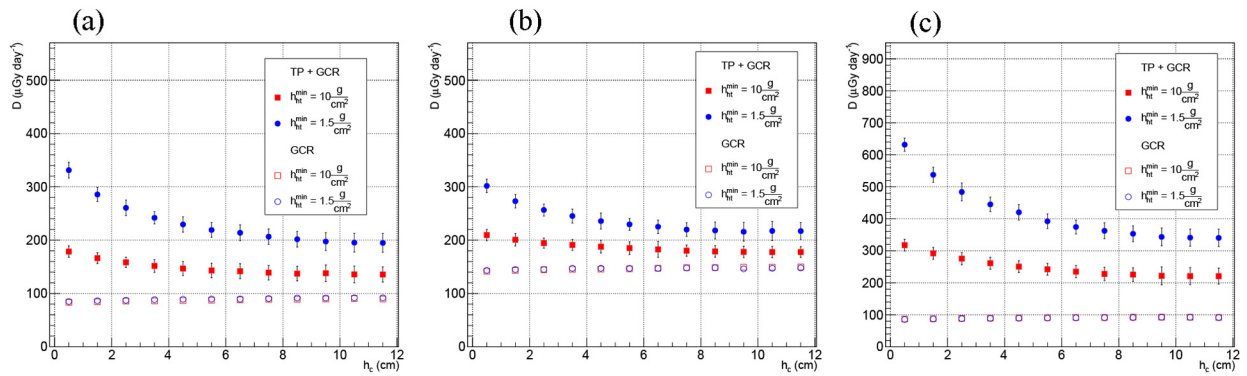 (a)
D (μGy day⁻¹)
500
400
300
200
100
0
TP + GCR
h_ht^min = 10 g/cm²
h_ht^min = 1.5 g/cm²
GCR
h_ht^min = 10 g/cm²
h_ht^min = 1.5 g/cm²
0 2 4 6 8 10 12
h_c (cm)
(b)
D (μGy day⁻¹)
500
400
300
200
100
0
TP + GCR
h_ht^min = 10 g/cm²
h_ht^min = 1.5 g/cm²
GCR
h_ht^min = 10 g/cm²
h_ht^min = 1.5 g/cm²
0 2 4 6 8 10 12
h_c (cm)
(c)
D (μGy day⁻¹)
900
800
700
600
500
400
300
200
100
0
TP + GCR
h_ht^min = 10 g/cm²
h_ht^min = 1.5 g/cm²
GCR
h_ht^min = 10 g/cm²
h_ht^min = 1.5 g/cm²
0 2 4 6 8 10 12
h_c (cm)